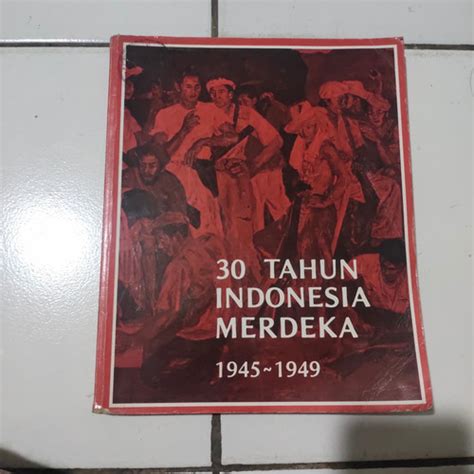 30 TAHUN
INDONESIA
MERDEKA
1945~1949